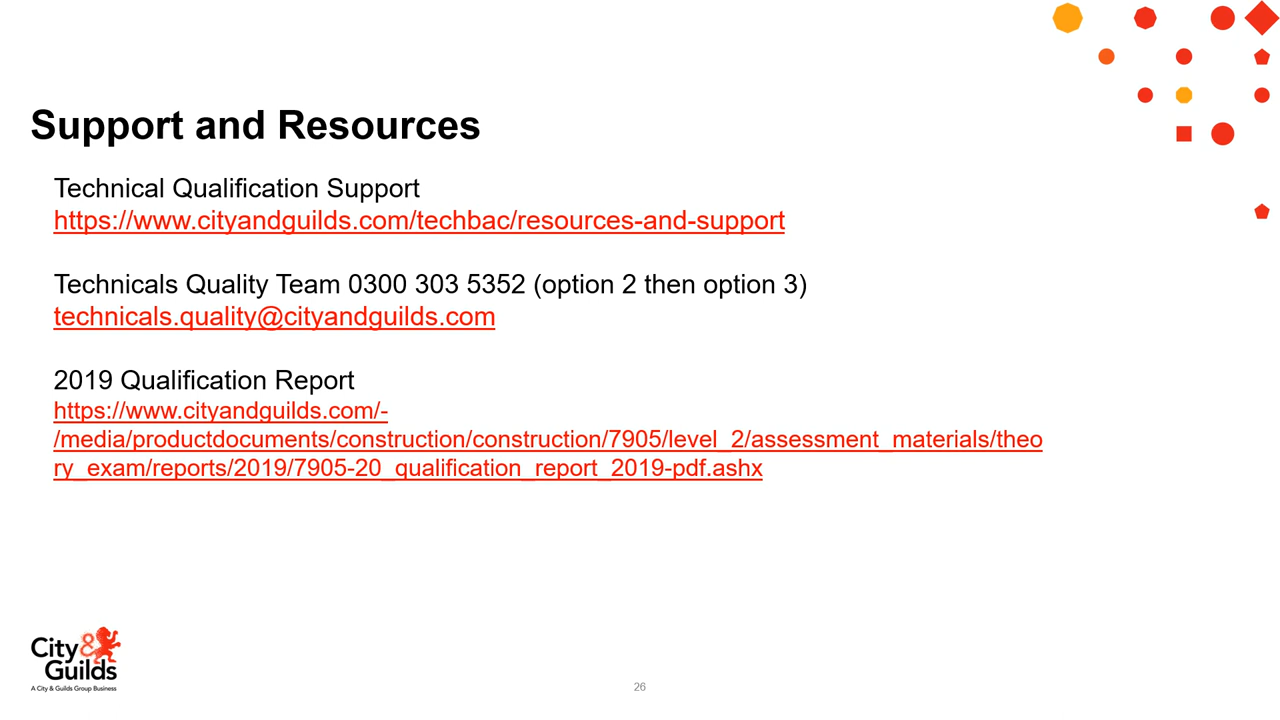 Support and Resources
Technical Qualification Support
https://www.cityandguilds.com/techbac/resources-and-support
Technicals Quality Team 0300 303 5352 (option 2 then option 3)
technicals.quality@cityandguilds.com
2019 Qualification Report
https://www.cityandguilds.com/-
/media/productdocuments/construction/construction/7905/level_2/assessment_materials/theo
ry_exam/reports/2019/7905-20_qualification_report_2019-pdf.ashx
City&
Guilds
A City & Guilds Group Business
26